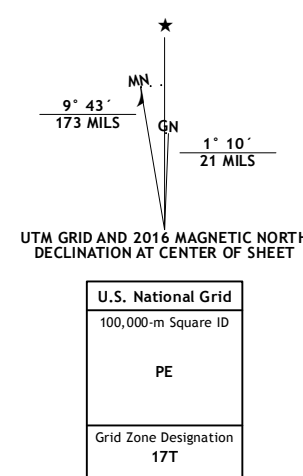 MN
9° 43´
173 MILS
GN
1° 10´
21 MILS
UTM GRID AND 2016 MAGNETIC NORTH
DECLINATION AT CENTER OF SHEET
U.S. National Grid
100,000-m Square ID
PE
Grid Zone Designation
17T